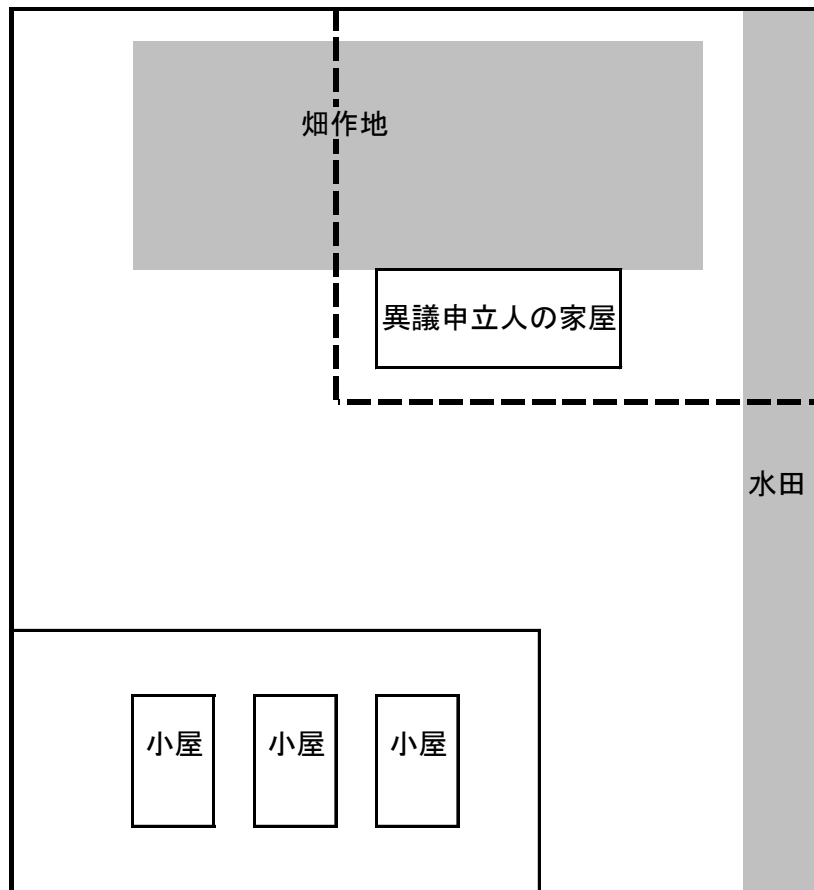 畑作地
異議申立人の家屋
水田
小屋
小屋
小屋